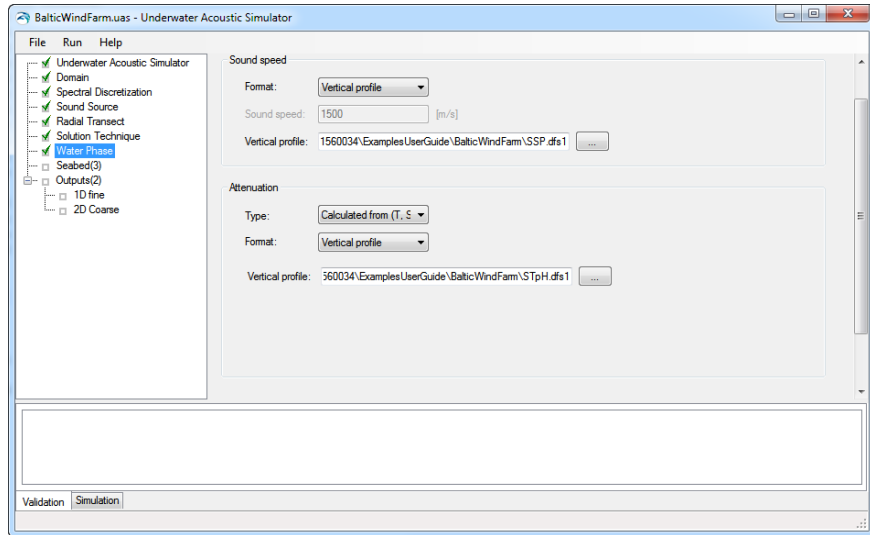 BalticWindFarm.uas - Underwater Acoustic Simulator
File Run Help
Underwater Acoustic Simulator
Domain
Spectral Discretization
Sound Source
Radial Transect
Solution Technique
Water Phase
Seabed(3)
Outputs(2)
1D fine
2D Coarse
Sound speed
Format: Vertical profile
Sound speed: 1500 [m/s]
Vertical profile: 1560034\ExamplesUserGuide\BalticWindFarm\SSP.dfs1 ...
Attenuation
Type: Calculated from (T, S
Format: Vertical profile
Vertical profile: 560034\ExamplesUserGuide\BalticWindFarm\STpH.dfs1 ...
Validation Simulation